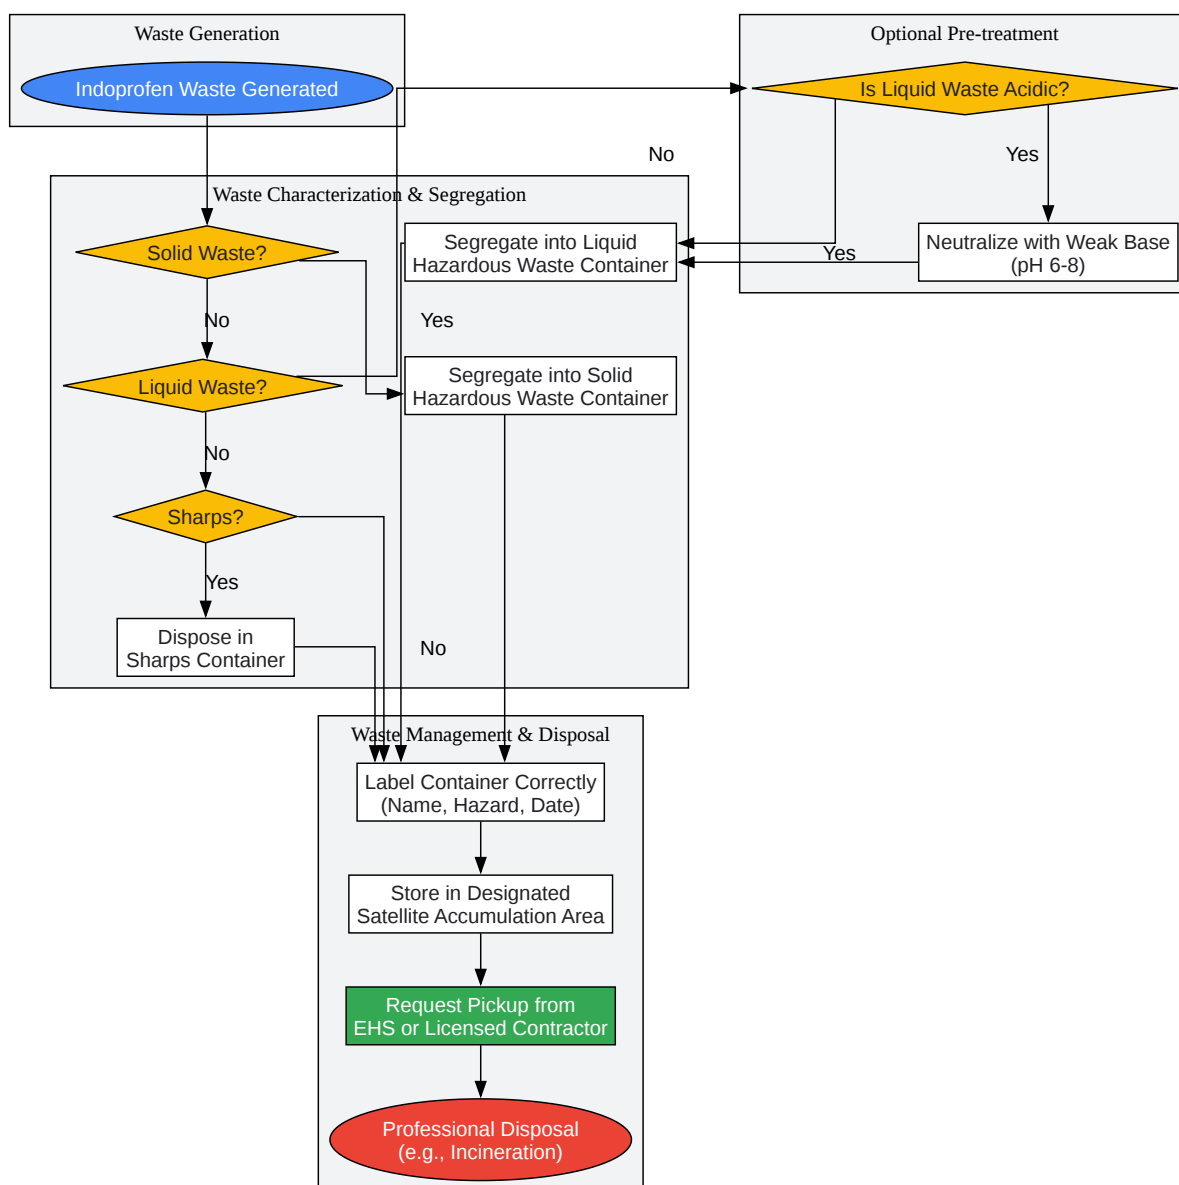 Waste Generation
Indoprofen Waste Generated
Optional Pre-treatment
Is Liquid Waste Acidic?
No
Yes
Waste Characterization & Segregation
Solid Waste?
Segregate into Liquid
Hazardous Waste Container
Yes
Neutralize with Weak Base
(pH 6-8)
No
Yes
Liquid Waste?
Segregate into Solid
Hazardous Waste Container
No
Sharps?
Yes
Dispose in
Sharps Container
No
Waste Management & Disposal
Label Container Correctly
(Name, Hazard, Date)
Store in Designated
Satellite Accumulation Area
Request Pickup from
EHS or Licensed Contractor
Professional Disposal
(e.g., Incineration)